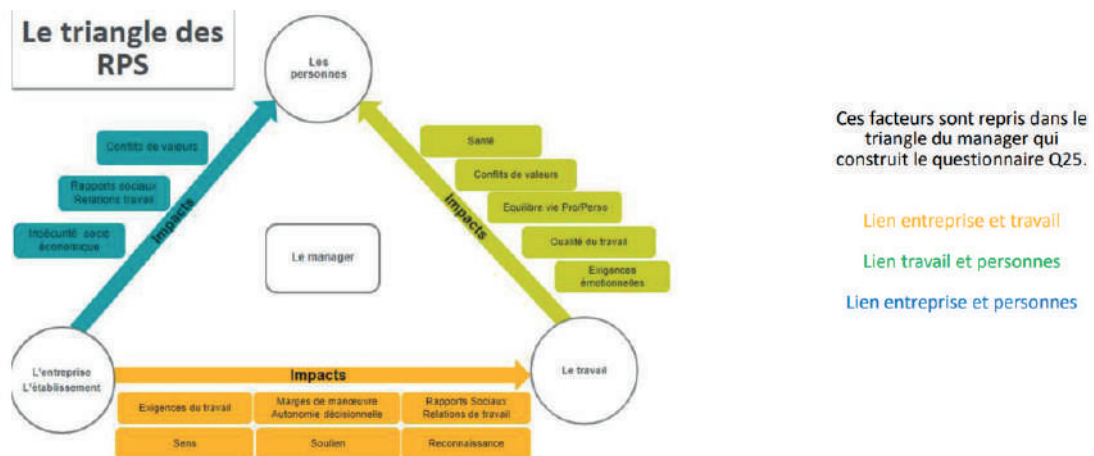 Le triangle des
RPS
Les
personnes
Conflits de valeurs
Rapports sociaux
Relations travail
Insécurité socio
économique
Impacts
Santé
Conflits de valeurs
Equilibre vie Pro/Perso
Qualité du travail
Exigences
émotionnelles
Impacts
Le manager
L'entreprise
L'établissement
Le travail
Impacts
Exigences du travail
Marges de manœuvre
Autonomie décisionnelle
Rapports Sociaux
Relations de travail
Sens
Soutien
Reconnaissance
Ces facteurs sont repris dans le
triangle du manager qui
construit le questionnaire Q25.
Lien entreprise et travail
Lien travail et personnes
Lien entreprise et personnes